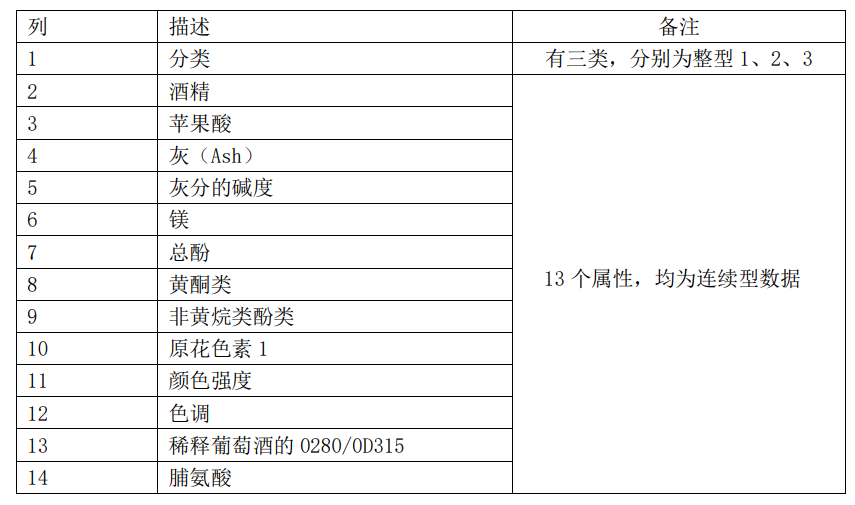 列 描述 备注
1 分类 有三类，分别为整型 1、2、3
2 酒精
3 苹果酸
4 灰（Ash）
5 灰分的碱度
6 镁
7 总酚
8 黄酮类
13 个属性，均为连续型数据
9 非黄烷类酚类
10 原花色素 1
11 颜色强度
12 色调
13 稀释葡萄酒的 0280/0D315
14 脯氨酸